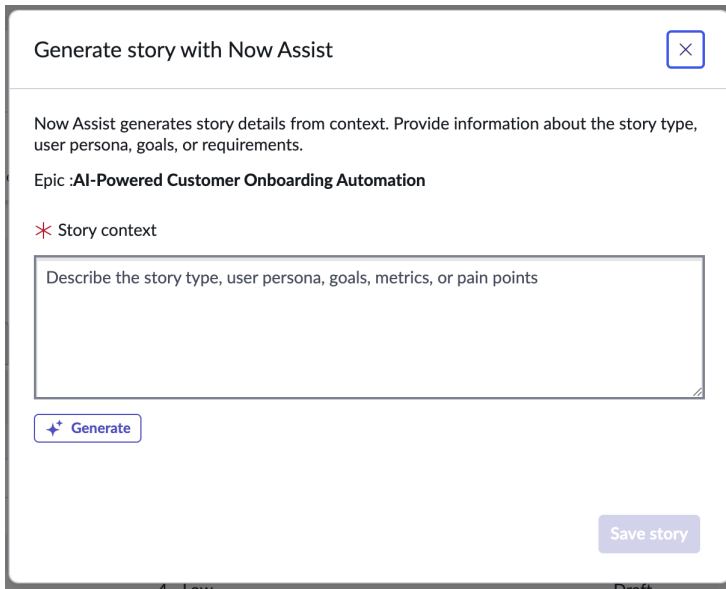 Generate story with Now Assist
Now Assist generates story details from context. Provide information about the story type,
user persona, goals, or requirements.
Epic :AI-Powered Customer Onboarding Automation
Story context
Describe the story type, user persona, goals, metrics, or pain points
Generate
Save story